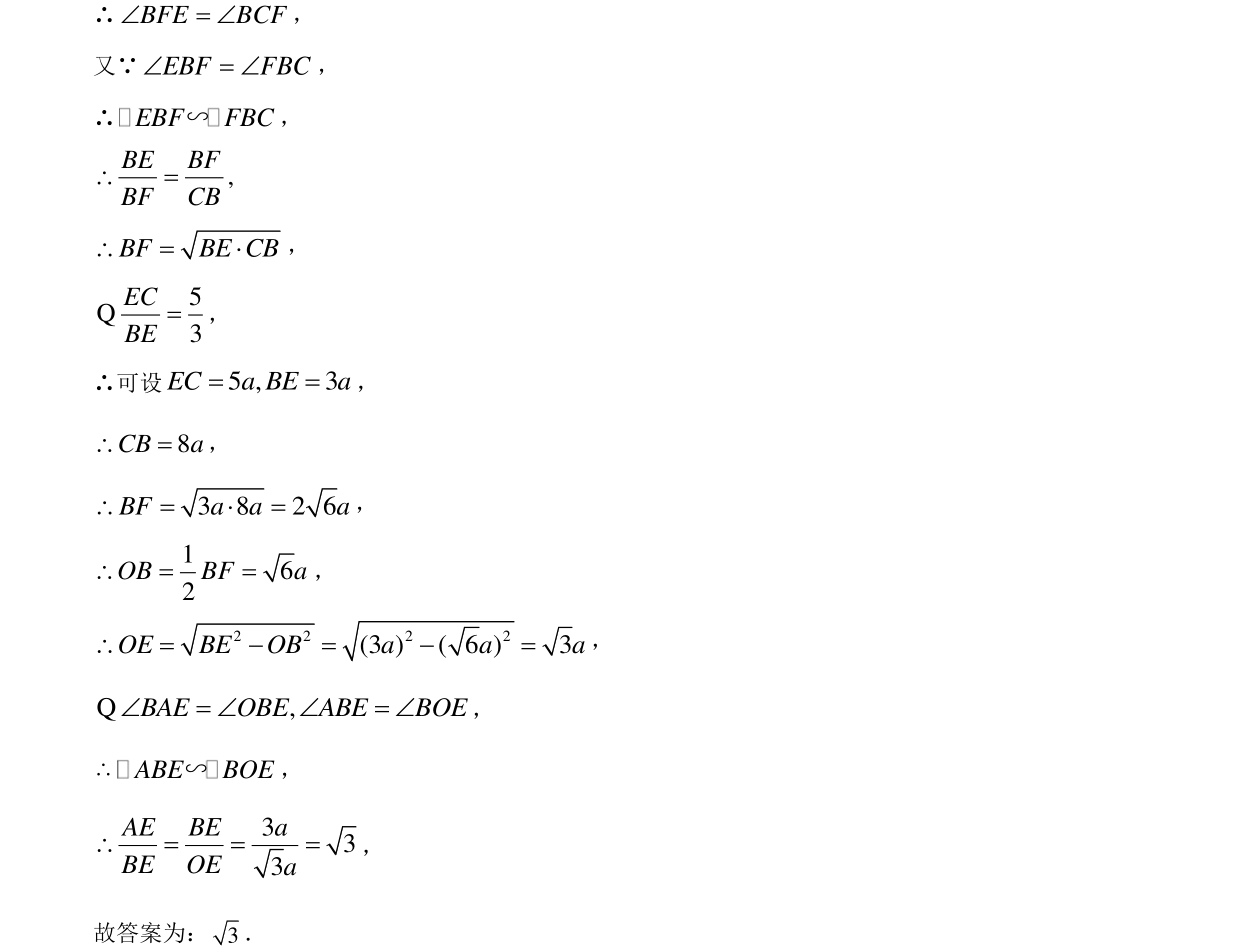 ∴∠BFE = ∠BCF，
又∵∠EBF = ∠FBC，
∴□EBF∽□FBC，
∴BE/BF = BF/CB,
∴BF = √(BE·CB)，
Q EC/BE = 5/3，
∴可设EC = 5a, BE = 3a，
∴CB = 8a，
∴BF = √(3a·8a) = 2√6a，
∴OB = 1/2 BF = √6a，
∴OE = √(BE² − OB²) = √((3a)² − (√6a)²) = √3a，
Q∠BAE = ∠OBE, ∠ABE = ∠BOE，
∴□ABE∽□BOE，
∴AE/BE = BE/OE = 3a/√3a = √3，
故答案为：√3．